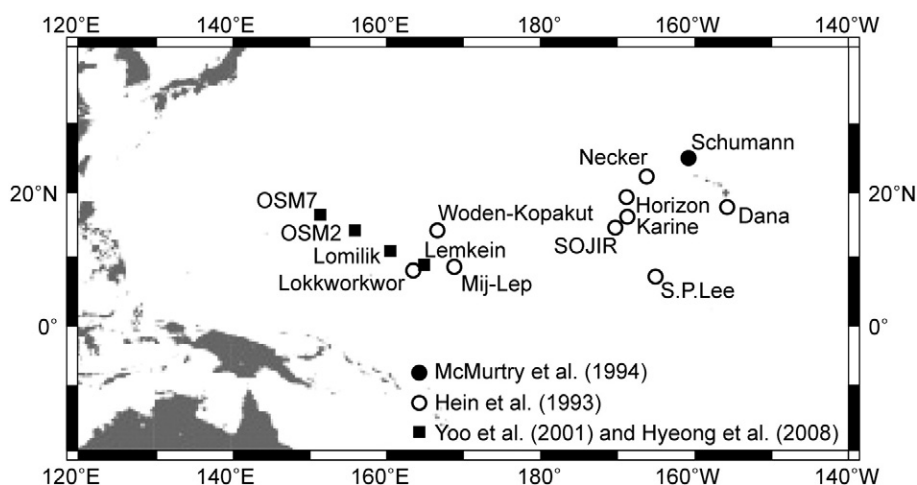 120°E 140°E 160°E 180° 160°W 140°W
Schumann
Necker
20°N 20°N
OSM7 Woden-Kopakut Horizon Dana
OSM2 Karine
Lomilik Lemkein SOJIR
Lokkworwor Mij-Lep S.P.Lee
0° 0°
McMurtry et al. (1994)
Hein et al. (1993)
Yoo et al. (2001) and Hyeong et al. (2008)
120°E 140°E 160°E 180° 160°W 140°W